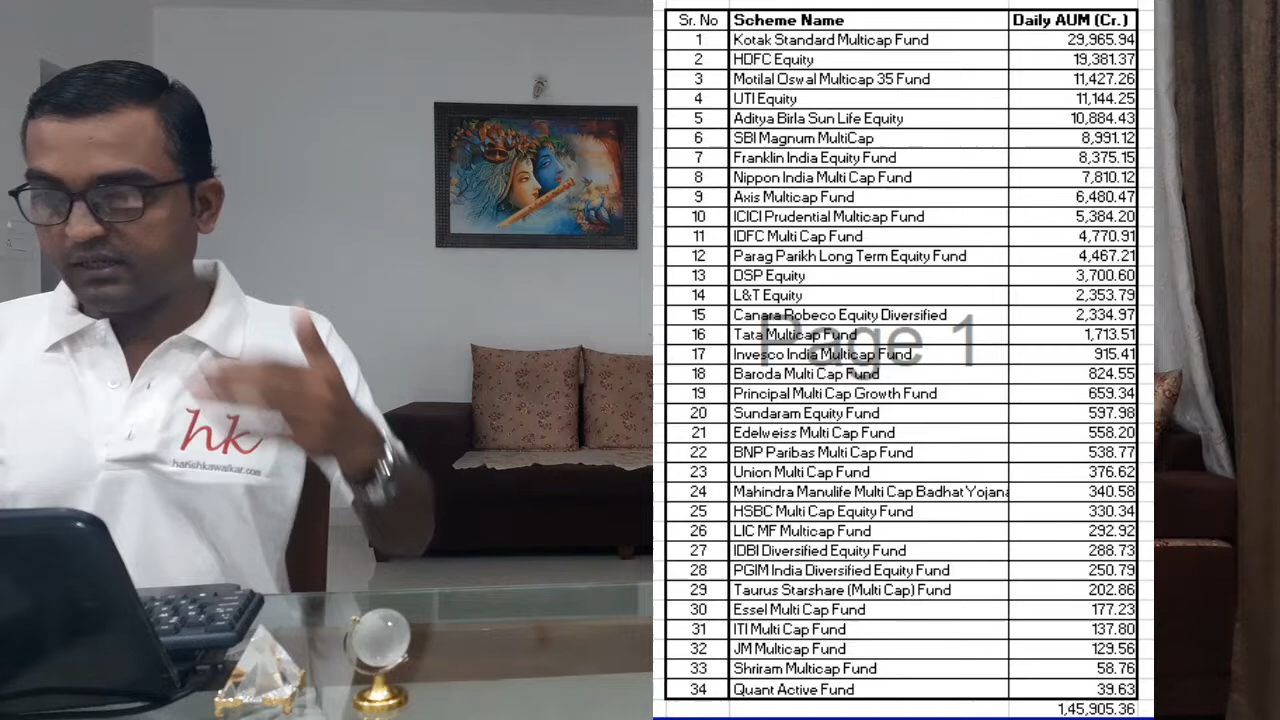 hk
harishkawalkar.com
Sr. No Scheme Name Daily AUM (Cr.)
1 Kotak Standard Multicap Fund 29,965.94
2 HDFC Equity 19,381.37
3 Motilal Oswal Multicap 35 Fund 11,427.26
4 UTI Equity 11,144.25
5 Aditya Birla Sun Life Equity 10,884.43
6 SBI Magnum MultiCap 8,991.12
7 Franklin India Equity Fund 8,375.15
8 Nippon India Multi Cap Fund 7,810.12
9 Axis Multicap Fund 6,480.47
10 ICICI Prudential Multicap Fund 5,384.20
11 IDFC Multi Cap Fund 4,770.91
12 Parag Parikh Long Term Equity Fund 4,467.21
13 DSP Equity 3,700.60
14 L&T Equity 2,353.79
15 Canara Robeco Equity Diversified 2,334.97
16 Tata Multicap Fund 1,713.51
Page 1
17 Invesco India Multicap Fund 915.41
18 Baroda Multi Cap Fund 824.55
19 Principal Multi Cap Growth Fund 659.34
20 Sundaram Equity Fund 597.98
21 Edelweiss Multi Cap Fund 558.20
22 BNP Paribas Multi Cap Fund 538.77
23 Union Multi Cap Fund 376.62
24 Mahindra Manulife Multi Cap Badhat Yojana 340.58
25 HSBC Multi Cap Equity Fund 330.34
26 LIC MF Multicap Fund 292.92
27 IDBI Diversified Equity Fund 288.73
28 PGIM India Diversified Equity Fund 250.79
29 Taurus Starshare (Multi Cap) Fund 202.86
30 Essel Multi Cap Fund 177.23
31 ITI Multi Cap Fund 137.80
32 JM Multicap Fund 129.56
33 Shriram Multicap Fund 58.76
34 Quant Active Fund 39.63
1,45,905.36